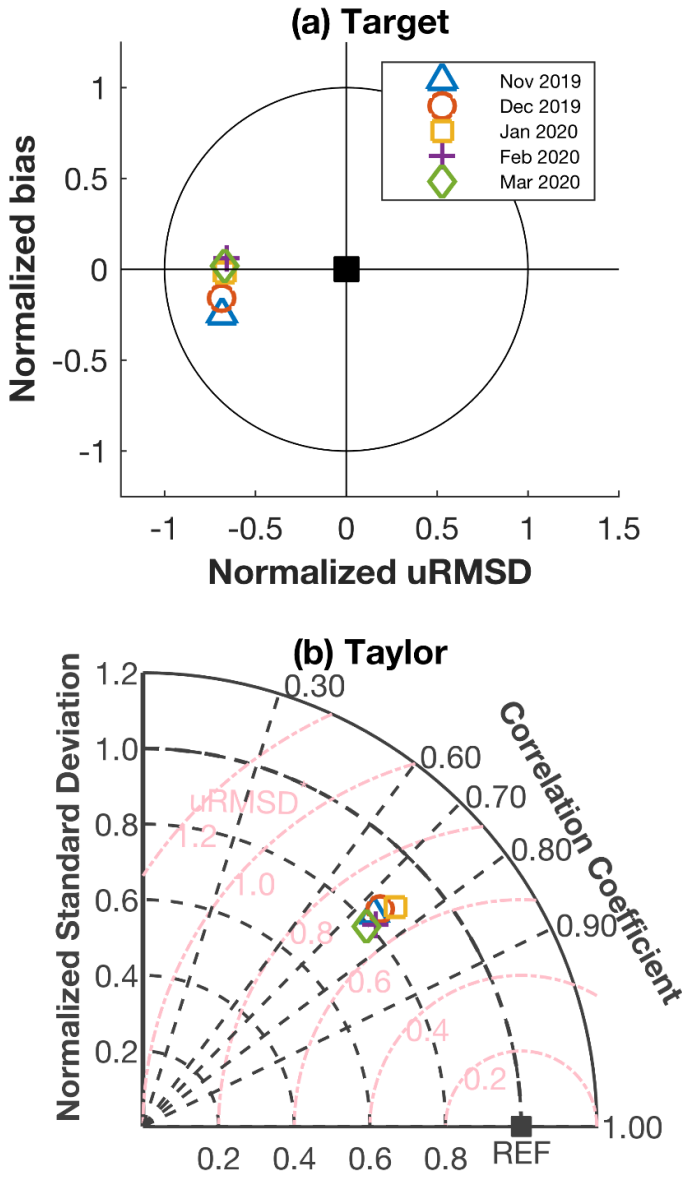 (a) Target
Nov 2019
Dec 2019
Jan 2020
Feb 2020
Mar 2020
1
0.5
0
-0.5
-1
Normalized bias
-1 -0.5 0 0.5 1 1.5
Normalized uRMSD
(b) Taylor
1.2
1.0
0.8
0.6
0.4
0.2
Normalized Standard Deviation
0.30
0.60
0.70
0.80
0.90
1.00
Correlation Coefficient
uRMSD
1.2
1.0
0.8
0.6
0.4
0.2
0.2 0.4 0.6 0.8 REF